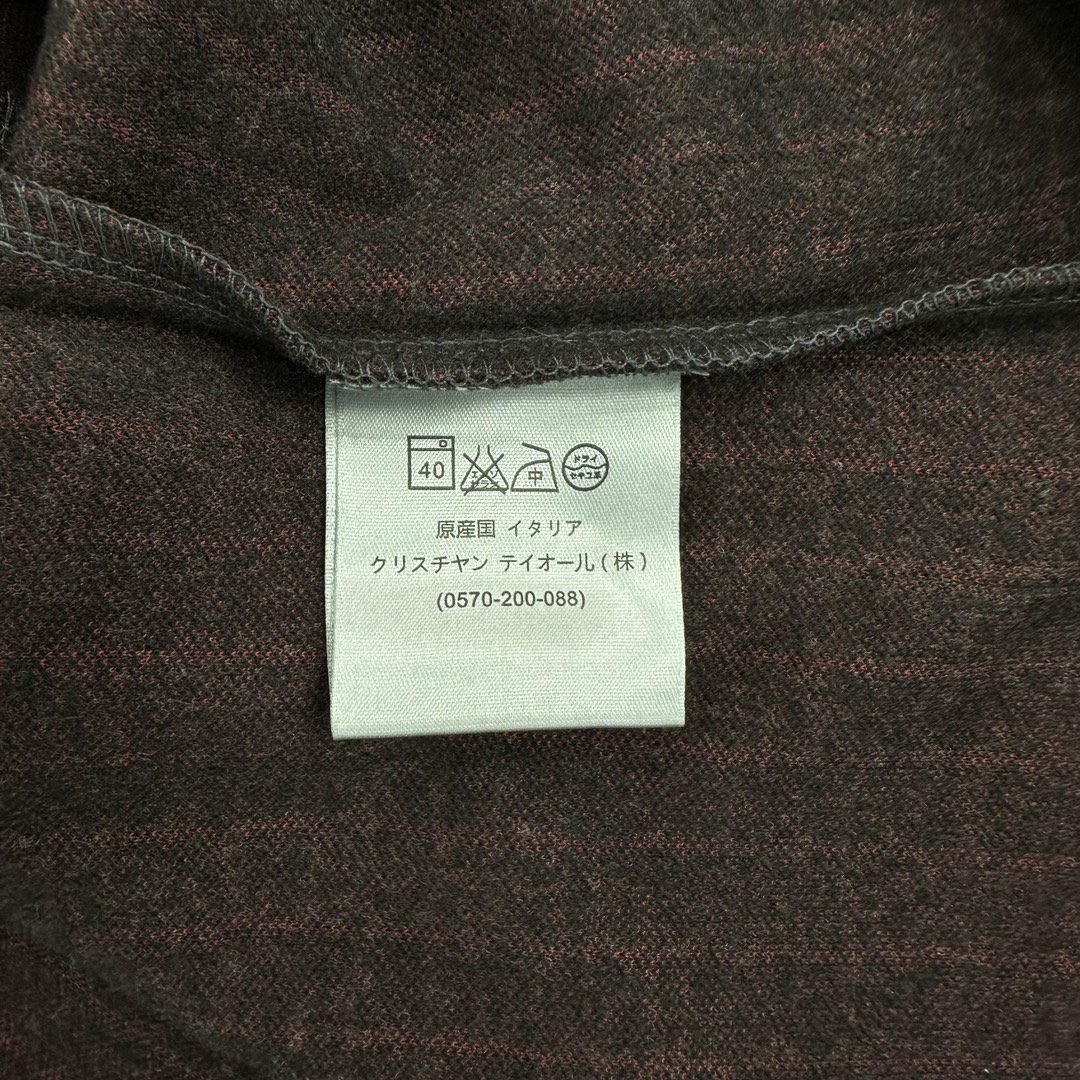 40 中 ドライ
原産国 イタリア
クリスチヤン テイオール(株)
(0570-200-088)